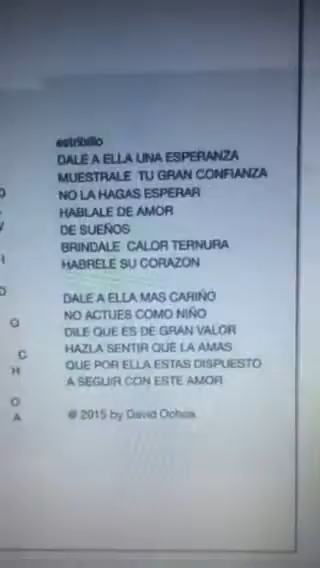 estribillo
DALE A ELLA UNA ESPERANZA
MUESTRALE TU GRAN CONFIANZA
NO LA HAGAS ESPERAR
HABLALE DE AMOR
DE SUEÑOS
BRINDALE CALOR TERNURA
HABRELE SU CORAZON
DALE A ELLA MAS CARIÑO
NO ACTUES COMO NIÑO
DILE QUE ES DE GRAN VALOR
HAZLA SENTIR QUE LA AMAS
QUE POR ELLA ESTAS DISPUESTO
A SEGUIR CON ESTE AMOR
© 2015 by David Ochoa
O
C
H
O
A